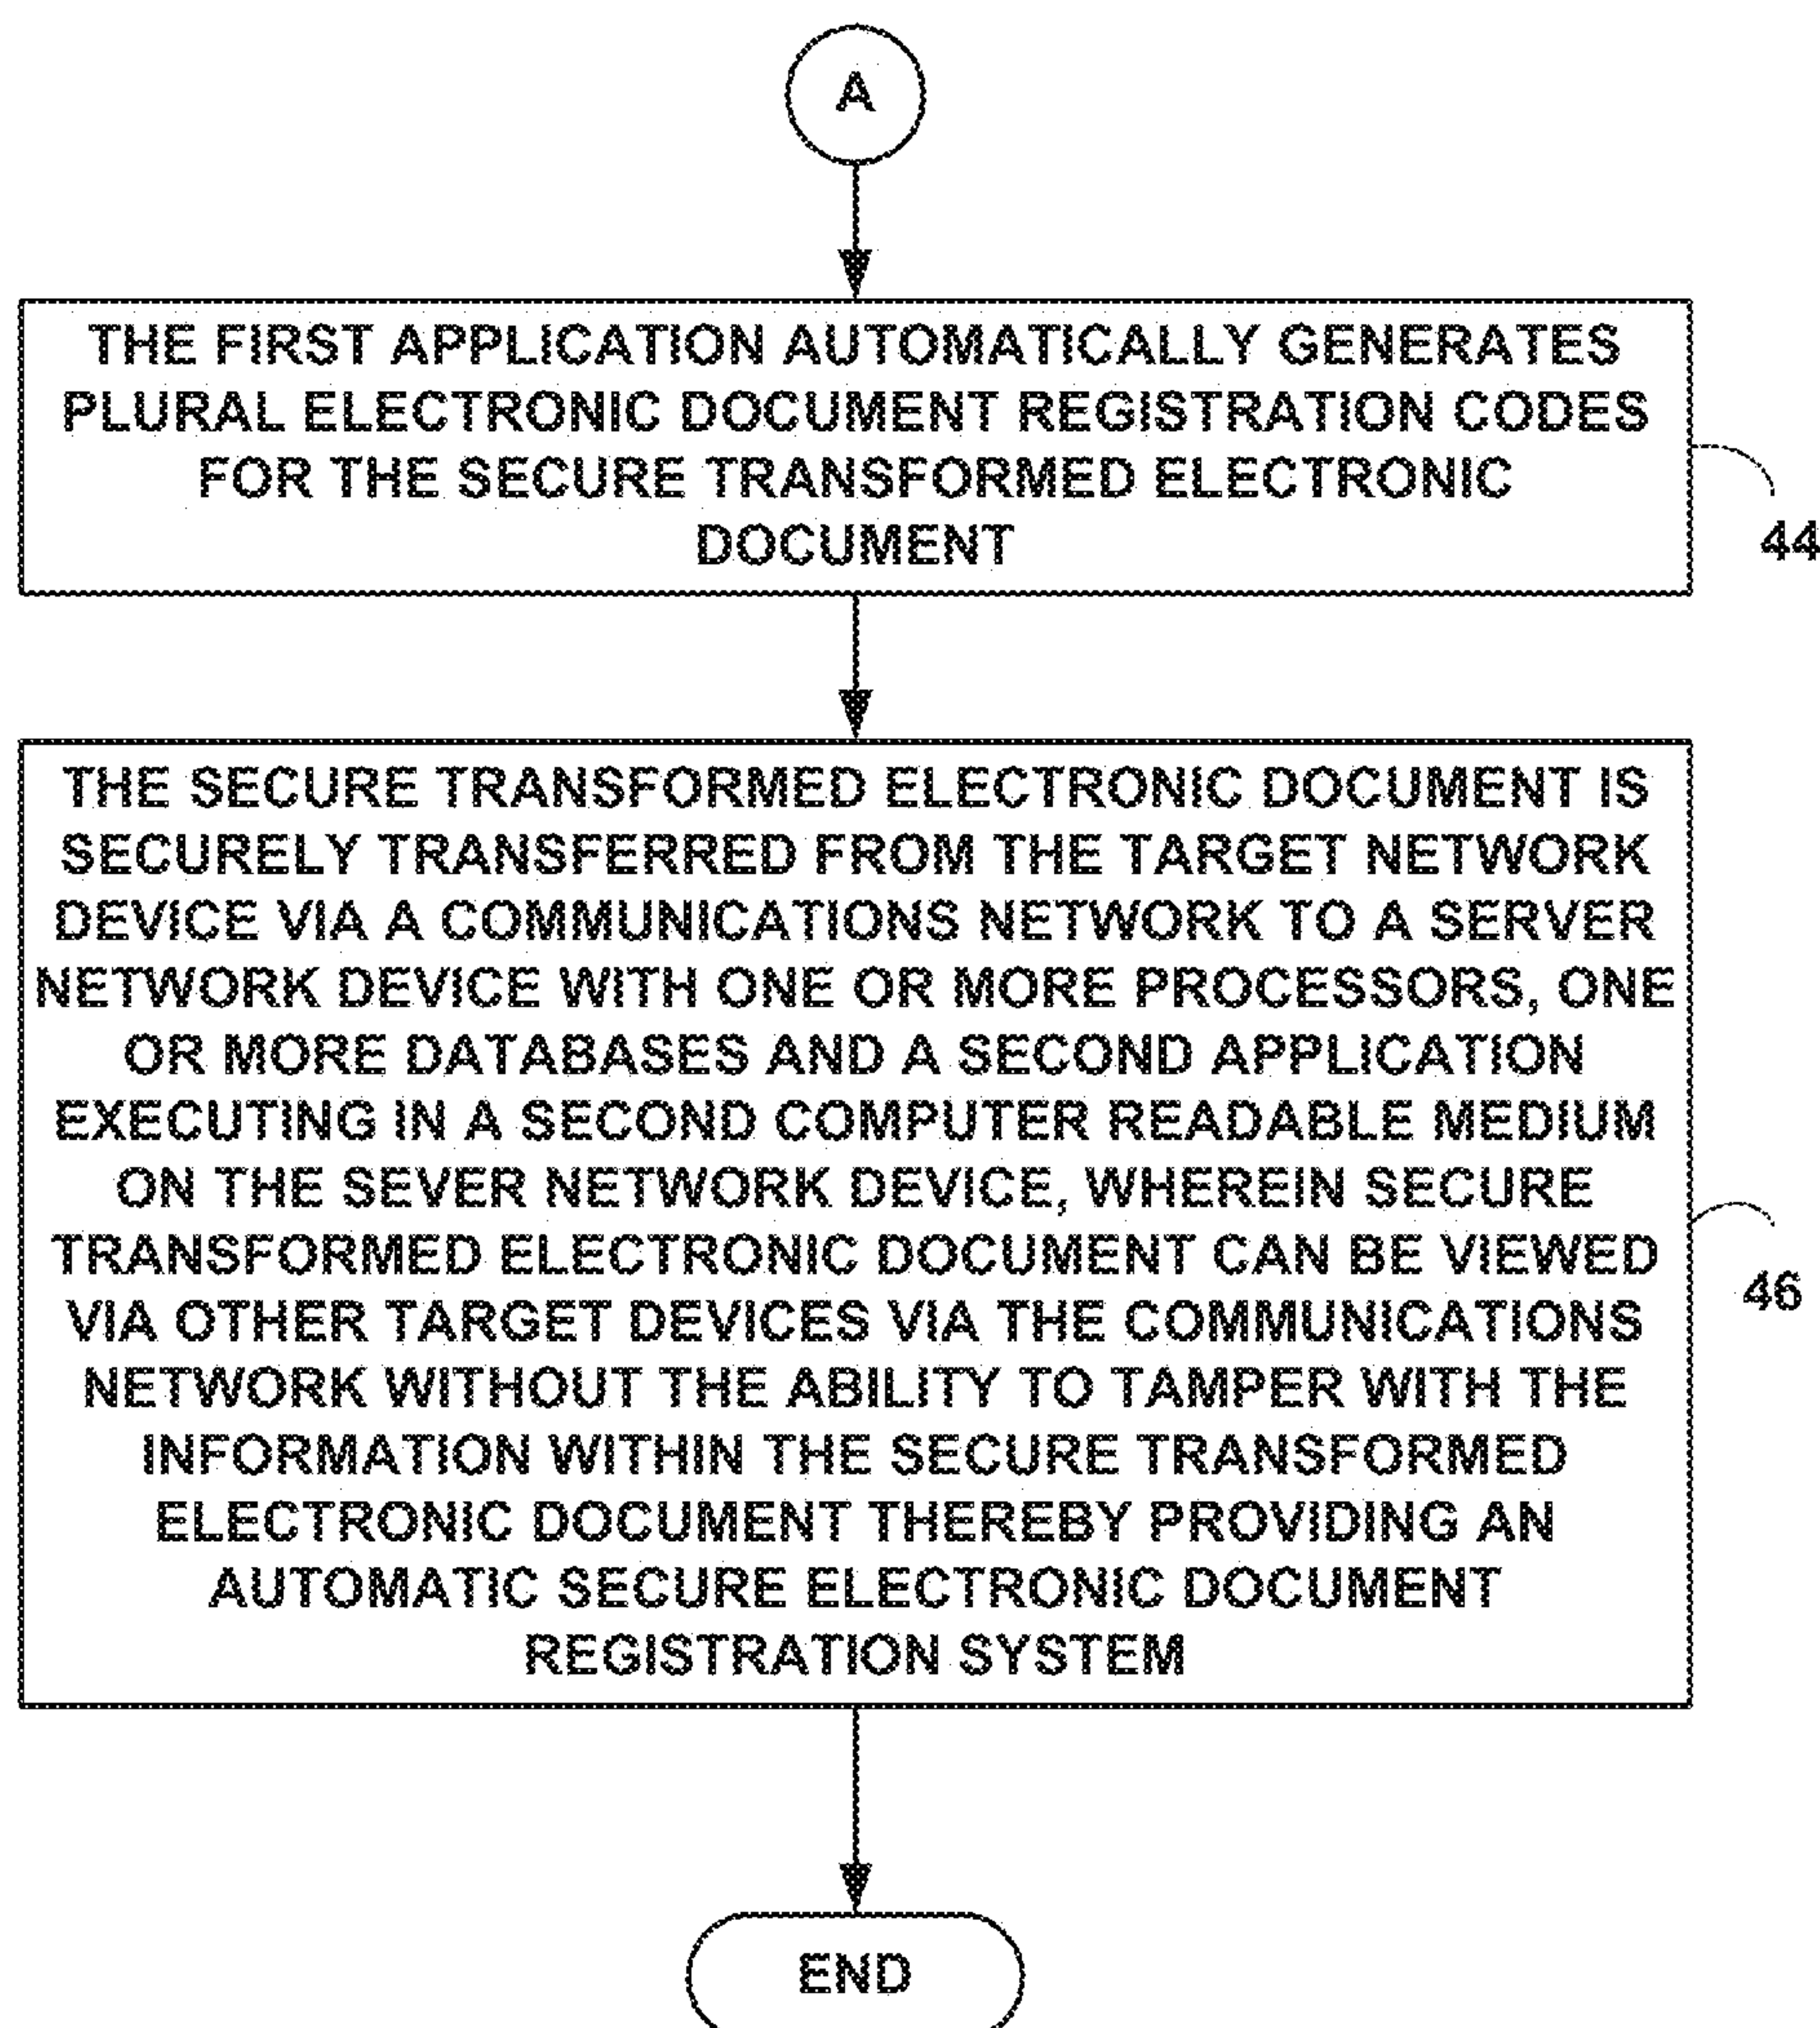 A
THE FIRST APPLICATION AUTOMATICALLY GENERATES
PLURAL ELECTRONIC DOCUMENT REGISTRATION CODES
FOR THE SECURE TRANSFORMED ELECTRONIC
DOCUMENT
44
THE SECURE TRANSFORMED ELECTRONIC DOCUMENT IS
SECURELY TRANSFERRED FROM THE TARGET NETWORK
DEVICE VIA A COMMUNICATIONS NETWORK TO A SERVER
NETWORK DEVICE WITH ONE OR MORE PROCESSORS, ONE
OR MORE DATABASES AND A SECOND APPLICATION
EXECUTING IN A SECOND COMPUTER READABLE MEDIUM
ON THE SEVER NETWORK DEVICE, WHEREIN SECURE
TRANSFORMED ELECTRONIC DOCUMENT CAN BE VIEWED
VIA OTHER TARGET DEVICES VIA THE COMMUNICATIONS
NETWORK WITHOUT THE ABILITY TO TAMPER WITH THE
INFORMATION WITHIN THE SECURE TRANSFORMED
ELECTRONIC DOCUMENT THEREBY PROVIDING AN
AUTOMATIC SECURE ELECTRONIC DOCUMENT
REGISTRATION SYSTEM
46
END